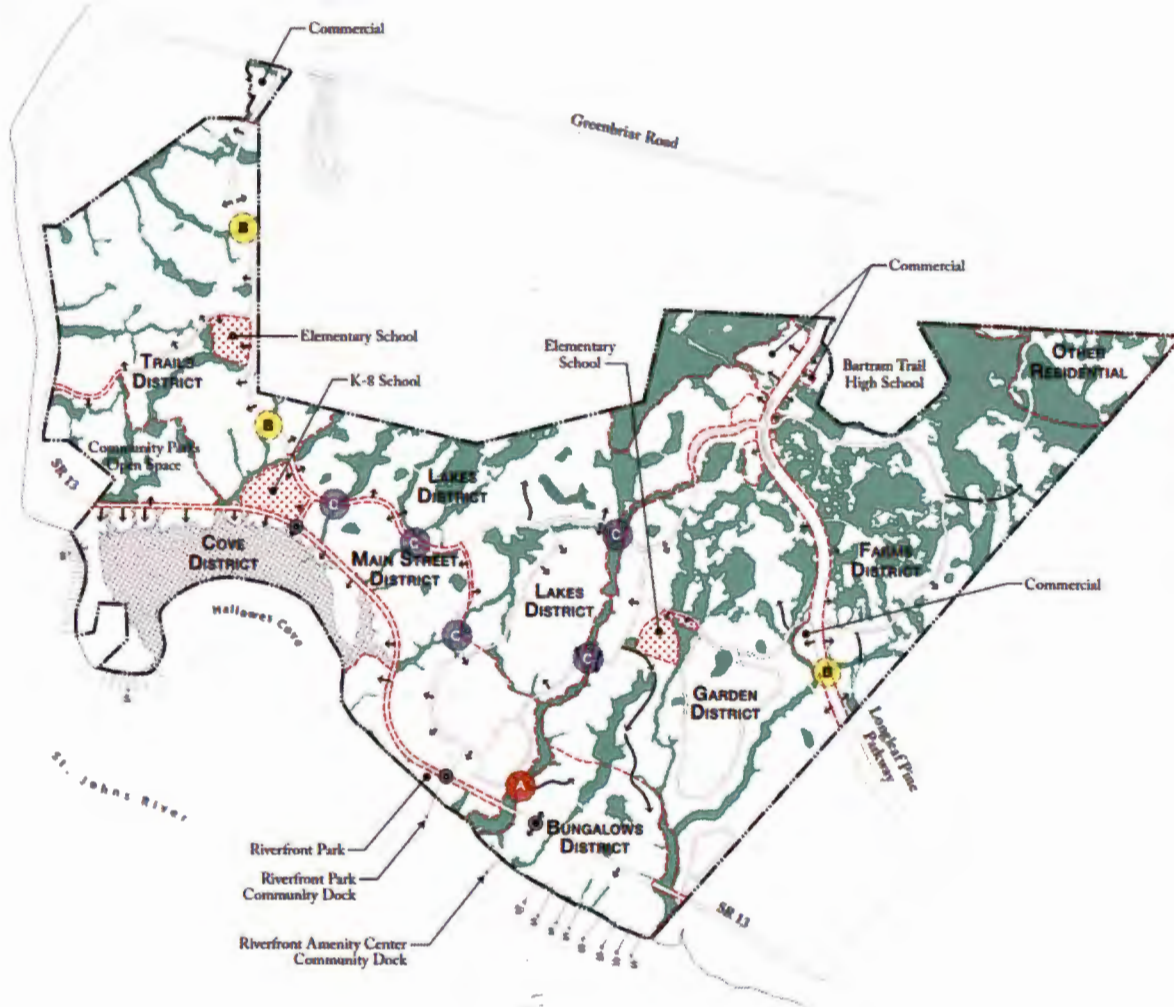 Commercial
Greenbriar Road
B
Commercial
Elementary School
Elementary
School
Bartram Trail
High School
OTHER
RESIDENTIAL
TRAILS
DISTRICT
K-8 School
B
Community Parks
Open Space
SR 13
LAKES
DISTRICT
C
C
C
COVE
DISTRICT
MAIN STREET
DISTRICT
FARMS
DISTRICT
LAKES
DISTRICT
Commercial
Hallowes Cove
C
C
B
GARDEN
DISTRICT
Longleaf Pine
Parkway
St. Johns River
A
BUNGALOWS
DISTRICT
Riverfront Park
Riverfront Park
Community Dock
SR 13
Riverfront Amenity Center
Community Dock